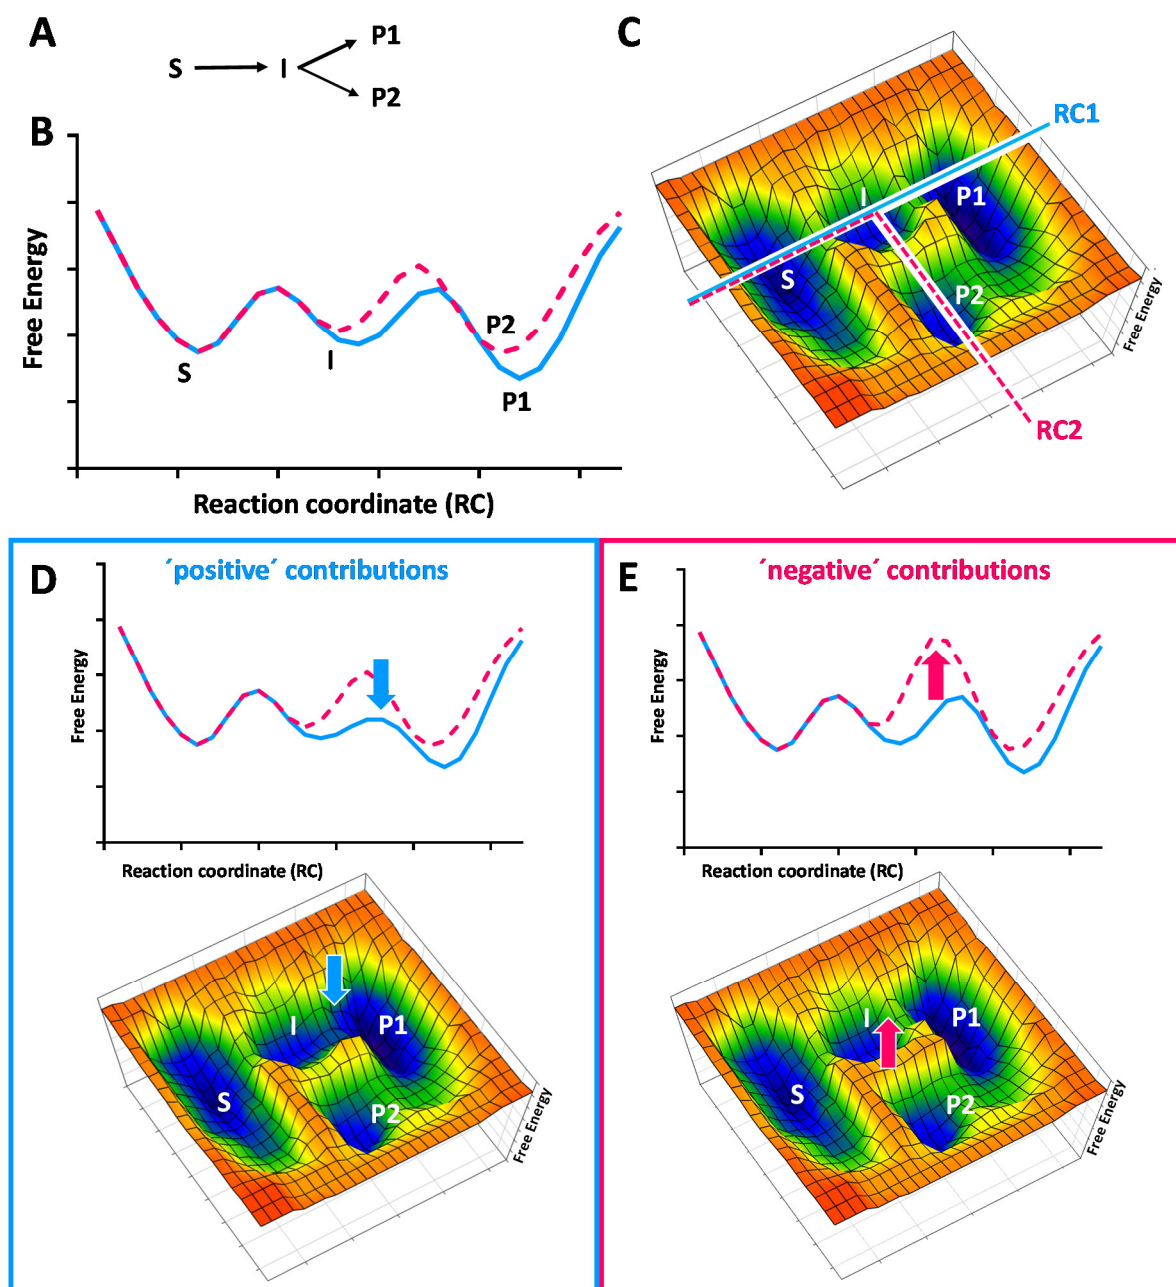 A
S
I
P1
P2
B
Free Energy
S
I
P2
P1
Reaction coordinate (RC)
C
RC1
I
P1
S
P2
Free Energy
RC2
D
´positive´ contributions
Free Energy
Reaction coordinate (RC)
I
P1
S
P2
Free Energy
E
´negative´ contributions
Free Energy
Reaction coordinate (RC)
I
P1
S
P2
Free Energy